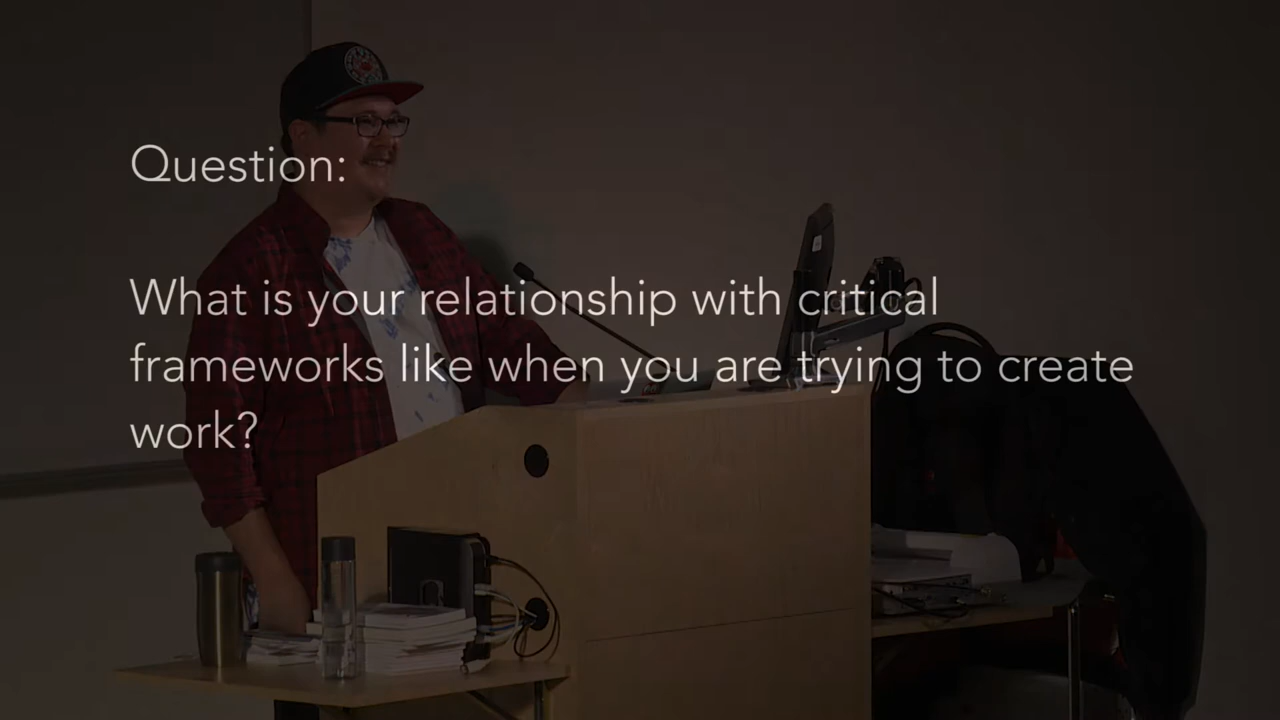 Question:
What is your relationship with critical
frameworks like when you are trying to create
work?